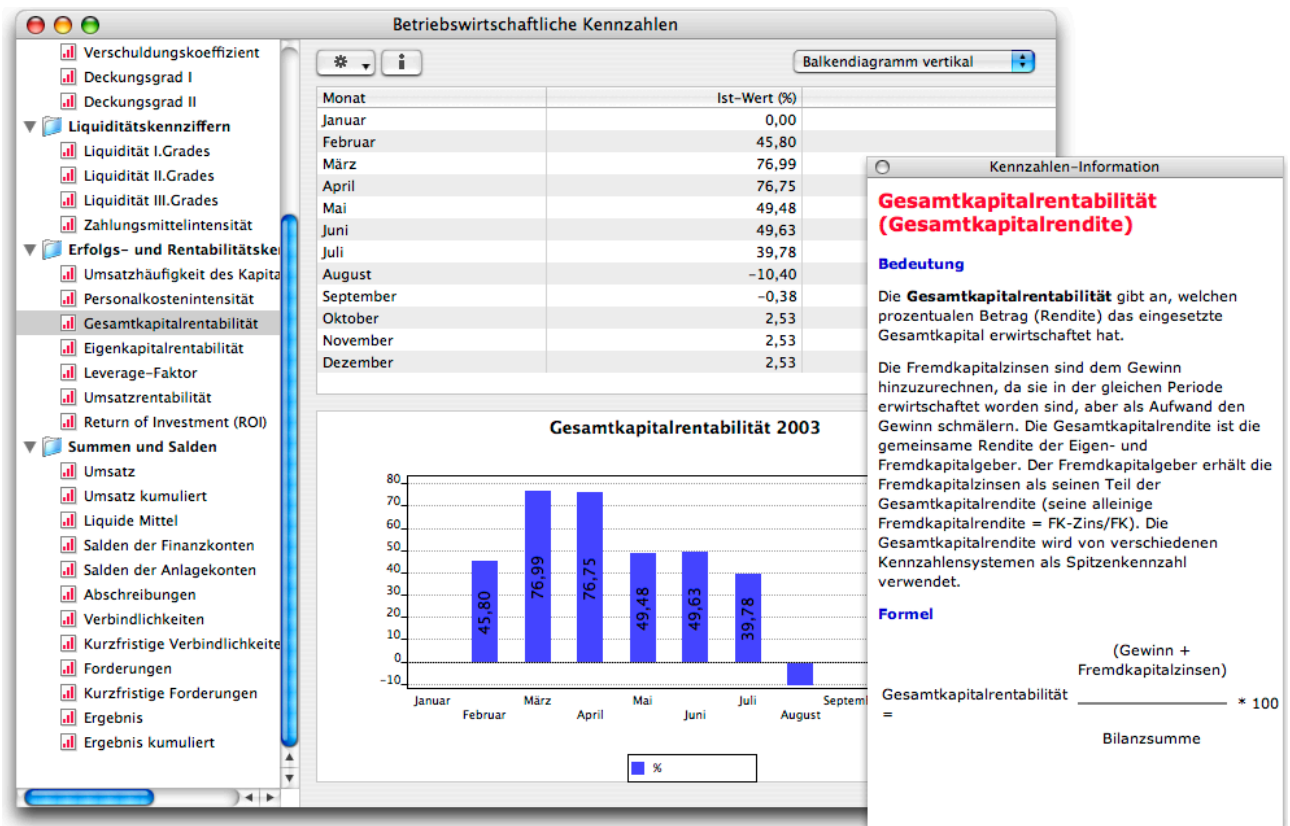 Betriebswirtschaftliche Kennzahlen
Verschuldungskoeffizient
Deckungsgrad I
Deckungsgrad II
Liquiditätskennziffern
Liquidität I.Grades
Liquidität II.Grades
Liquidität III.Grades
Zahlungsmittelintensität
Erfolgs- und Rentabilitätske
Umsatzhäufigkeit des Kapita
Personalkostenintensität
Gesamtkapitalrentabilität
Eigenkapitalrentabilität
Leverage-Faktor
Umsatzrentabilität
Return of Investment (ROI)
Summen und Salden
Umsatz
Umsatz kumuliert
Liquide Mittel
Salden der Finanzkonten
Salden der Anlagekonten
Abschreibungen
Verbindlichkeiten
Kurzfristige Verbindlichkeite
Forderungen
Kurzfristige Forderungen
Ergebnis
Ergebnis kumuliert
Balkendiagramm vertikal
Monat Ist-Wert (%)
Januar 0,00
Februar 45,80
März 76,99
April 76,75
Mai 49,48
Juni 49,63
Juli 39,78
August -10,40
September -0,38
Oktober 2,53
November 2,53
Dezember 2,53
Gesamtkapitalrentabilität 2003
80
70
60
50
40
30
20
10
0
-10
45,80
76,99
76,75
49,48
49,63
39,78
Januar März Mai Juli Septem
Februar April Juni August
%
Kennzahlen-Information
Gesamtkapitalrentabilität
(Gesamtkapitalrendite)
Bedeutung
Die Gesamtkapitalrentabilität gibt an, welchen
prozentualen Betrag (Rendite) das eingesetzte
Gesamtkapital erwirtschaftet hat.
Die Fremdkapitalzinsen sind dem Gewinn
hinzuzurechnen, da sie in der gleichen Periode
erwirtschaftet worden sind, aber als Aufwand den
Gewinn schmälern. Die Gesamtkapitalrendite ist die
gemeinsame Rendite der Eigen- und
Fremdkapitalgeber. Der Fremdkapitalgeber erhält die
Fremdkapitalzinsen als seinen Teil der
Gesamtkapitalrendite (seine alleinige
Fremdkapitalrendite = FK-Zins/FK). Die
Gesamtkapitalrendite wird von verschiedenen
Kennzahlensystemen als Spitzenkennzahl
verwendet.
Formel
(Gewinn +
Fremdkapitalzinsen)
Gesamtkapitalrentabilität * 100
=
Bilanzsumme